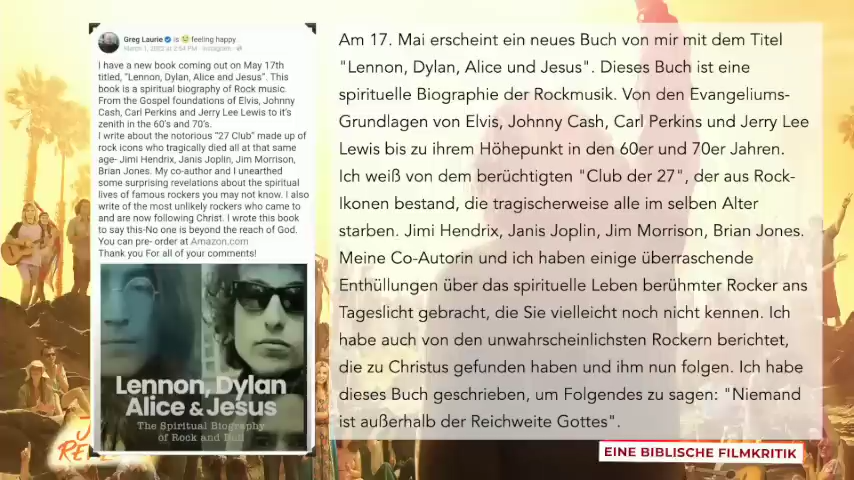 Greg Laurie is 😊 feeling happy.
March 1, 2022 at 2:54 PM · Instagram ·
I have a new book coming out on May 17th
titled, "Lennon, Dylan, Alice and Jesus". This
book is a spiritual biography of Rock music.
From the Gospel foundations of Elvis, Johnny
Cash, Carl Perkins and Jerry Lee Lewis to it's
zenith in the 60's and 70's.
I write about the notorious "27 Club" made up of
rock icons who tragically died all at that same
age- Jimi Hendrix, Janis Joplin, Jim Morrison,
Brian Jones. My co-author and I unearthed
some surprising revelations about the spiritual
lives of famous rockers you may not know. I also
write of the most unlikely rockers who came to
and are now following Christ. I wrote this book
to say this-No one is beyond the reach of God.
You can pre- order at Amazon.com
Thank you For all of your comments!
Lennon, Dylan
Alice & Jesus
The Spiritual Biography
of Rock and Roll
Am 17. Mai erscheint ein neues Buch von mir mit dem Titel
"Lennon, Dylan, Alice und Jesus". Dieses Buch ist eine
spirituelle Biographie der Rockmusik. Von den Evangeliums-
Grundlagen von Elvis, Johnny Cash, Carl Perkins und Jerry Lee
Lewis bis zu ihrem Höhepunkt in den 60er und 70er Jahren.
Ich weiß von dem berüchtigten "Club der 27", der aus Rock-
Ikonen bestand, die tragischerweise alle im selben Alter
starben. Jimi Hendrix, Janis Joplin, Jim Morrison, Brian Jones.
Meine Co-Autorin und ich haben einige überraschende
Enthüllungen über das spirituelle Leben berühmter Rocker ans
Tageslicht gebracht, die Sie vielleicht noch nicht kennen. Ich
habe auch von den unwahrscheinlichsten Rockern berichtet,
die zu Christus gefunden haben und ihm nun folgen. Ich habe
dieses Buch geschrieben, um Folgendes zu sagen: "Niemand
ist außerhalb der Reichweite Gottes".
EINE BIBLISCHE FILMKRITIK